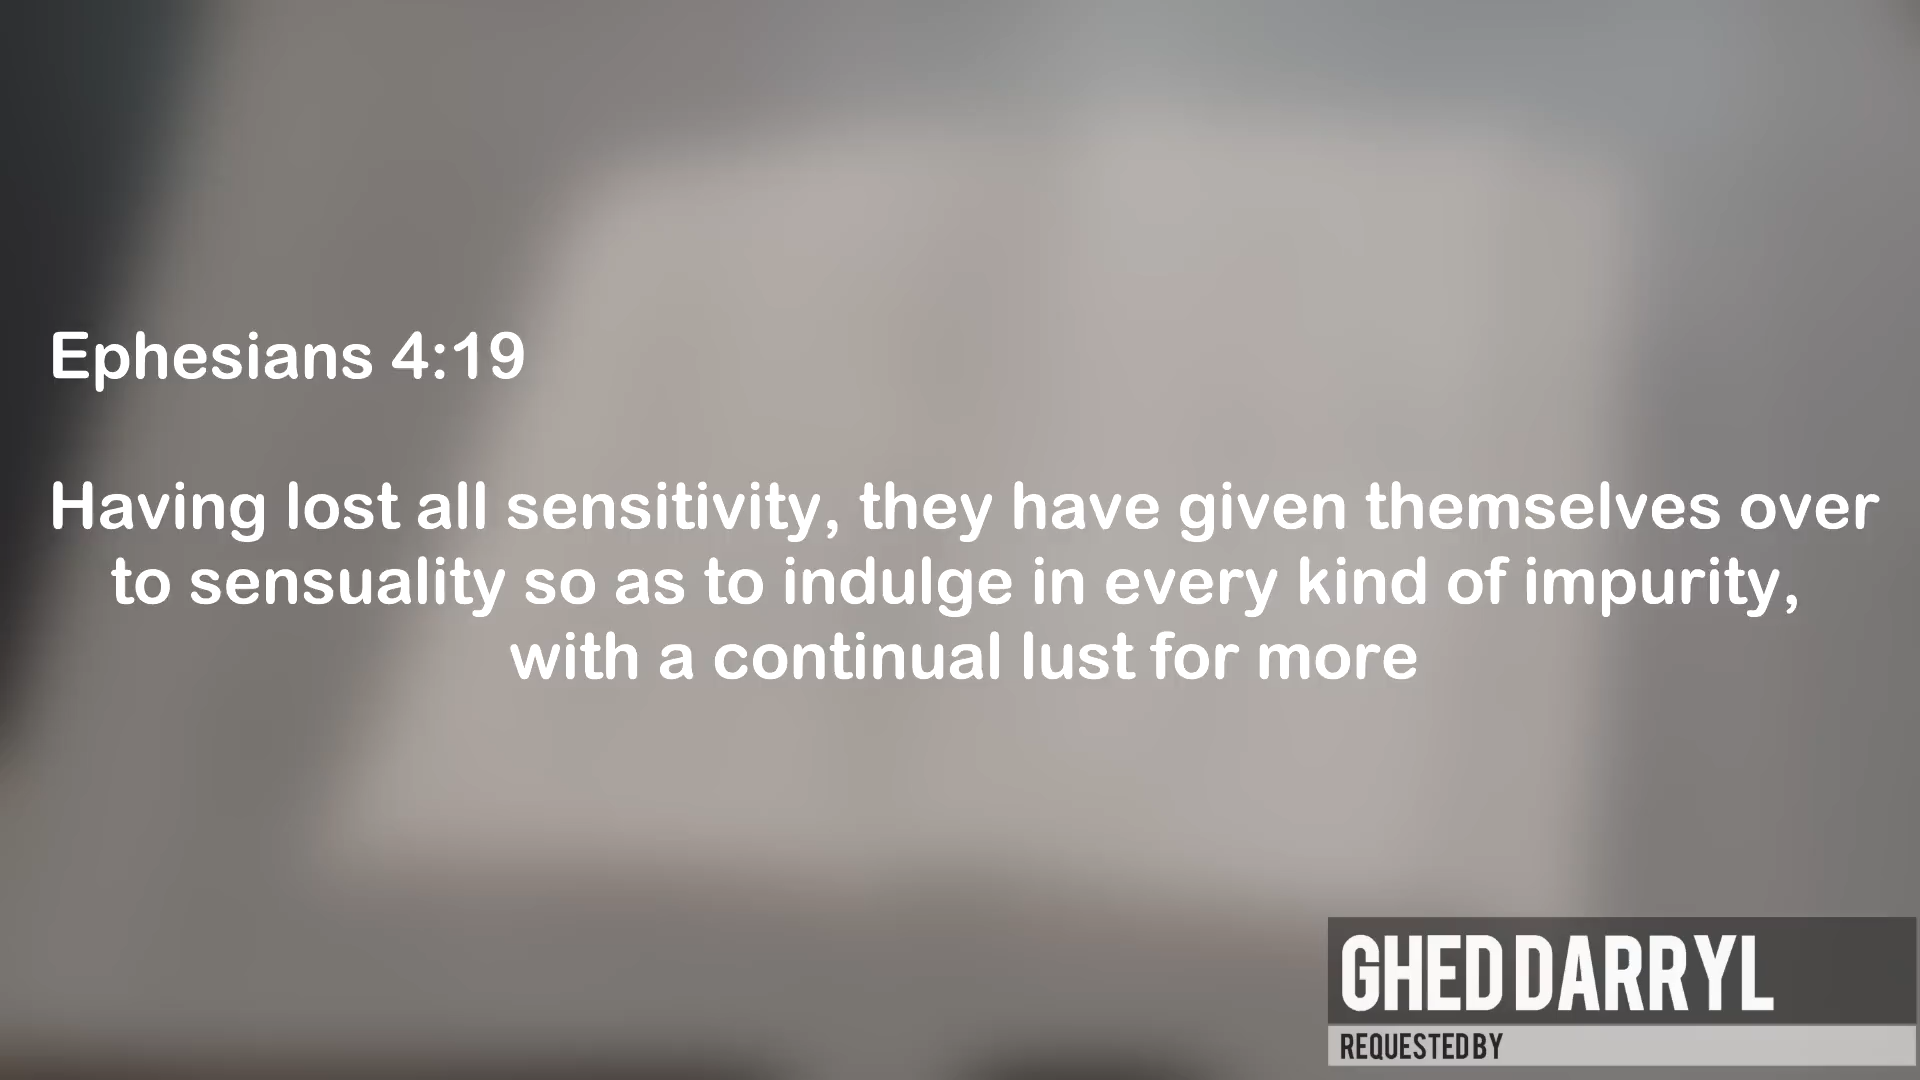 Ephesians 4:19
Having lost all sensitivity, they have given themselves over
to sensuality so as to indulge in every kind of impurity,
with a continual lust for more
GHED DARRYL
REQUESTED BY